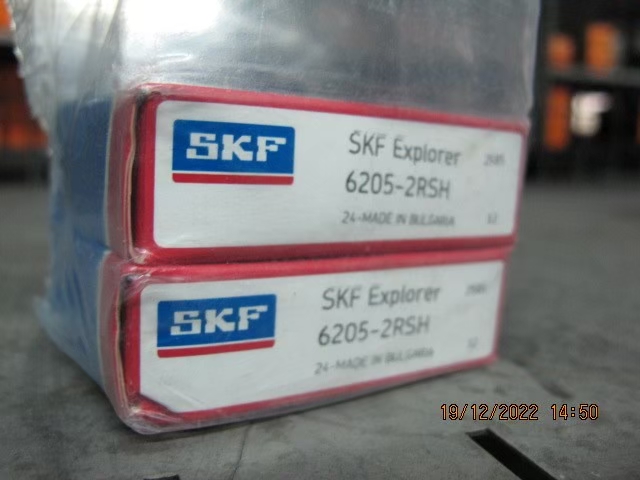 SKF
SKF Explorer
6205-2RSH
24-MADE IN BULGARIA
SKF
SKF Explorer
6205-2RSH
24-MADE IN BULGARIA
19/12/2022 14:50